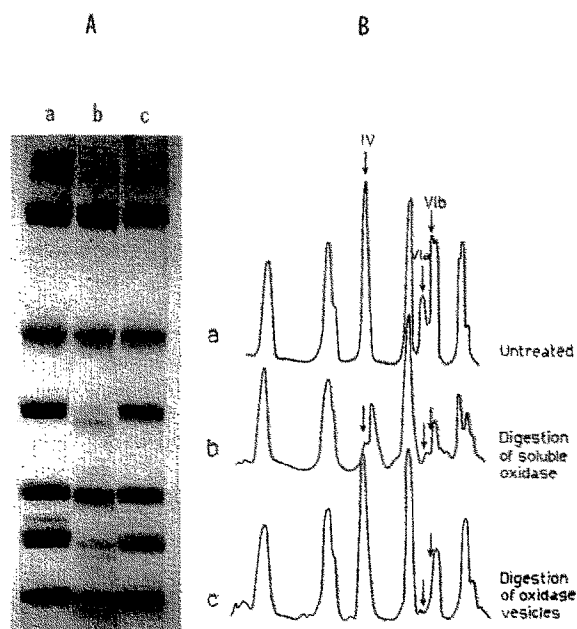 A B
a b c
IV
VIb
VIa
a Untreated
b Digestion
of soluble
oxidase
c Digestion
of oxidase
vesicles